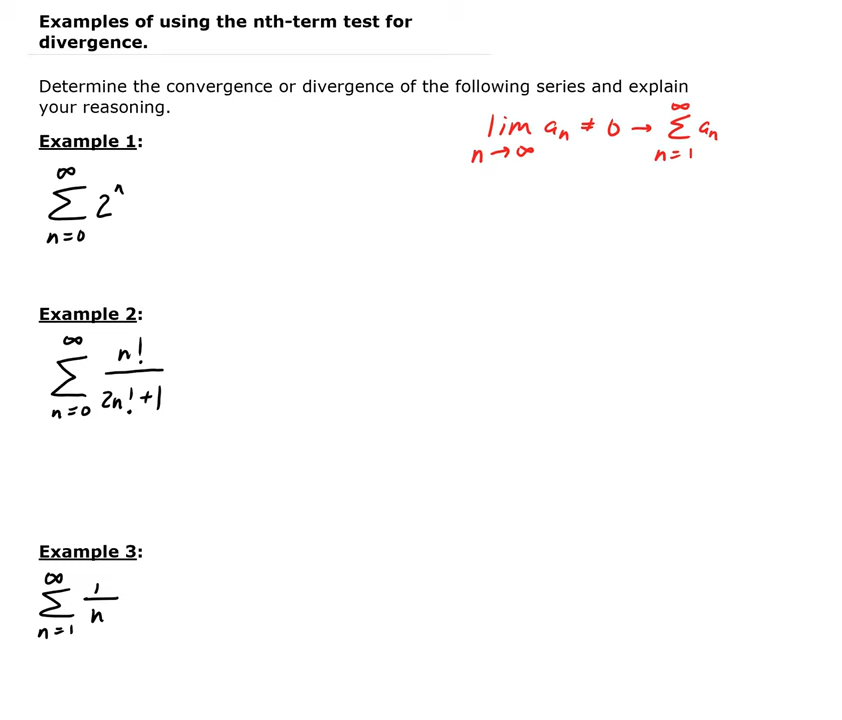 Examples of using the nth-term test for
divergence.
Determine the convergence or divergence of the following series and explain
your reasoning.
lim aₙ ≠ 0 → ∞ Σ aₙ
n→∞ n=1
Example 1:
∞
Σ 2ⁿ
n=0
Example 2:
∞ n!
Σ —
n=0 2n!+1
Example 3:
∞ 1
Σ —
n=1 n